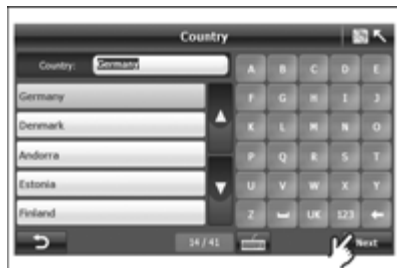 Country
Country: Germany
A B C D E
Germany
F G H I J
Denmark
K L M N O
Andorra
P Q R S T
Estonia
U V W X Y
Finland
Z UK 123
14 / 41
Next